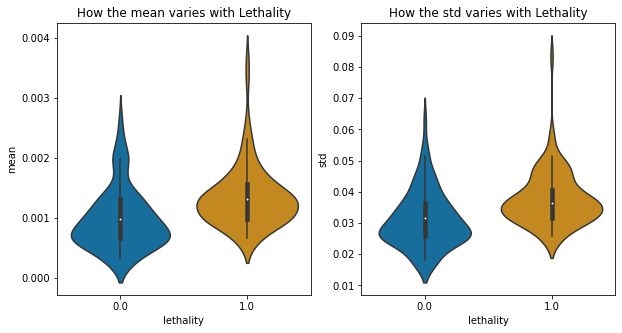 How the mean varies with Lethality
mean
0.004
0.003
0.002
0.001
0.000
0.0 1.0
lethality
How the std varies with Lethality
std
0.09
0.08
0.07
0.06
0.05
0.04
0.03
0.02
0.01
0.0 1.0
lethality